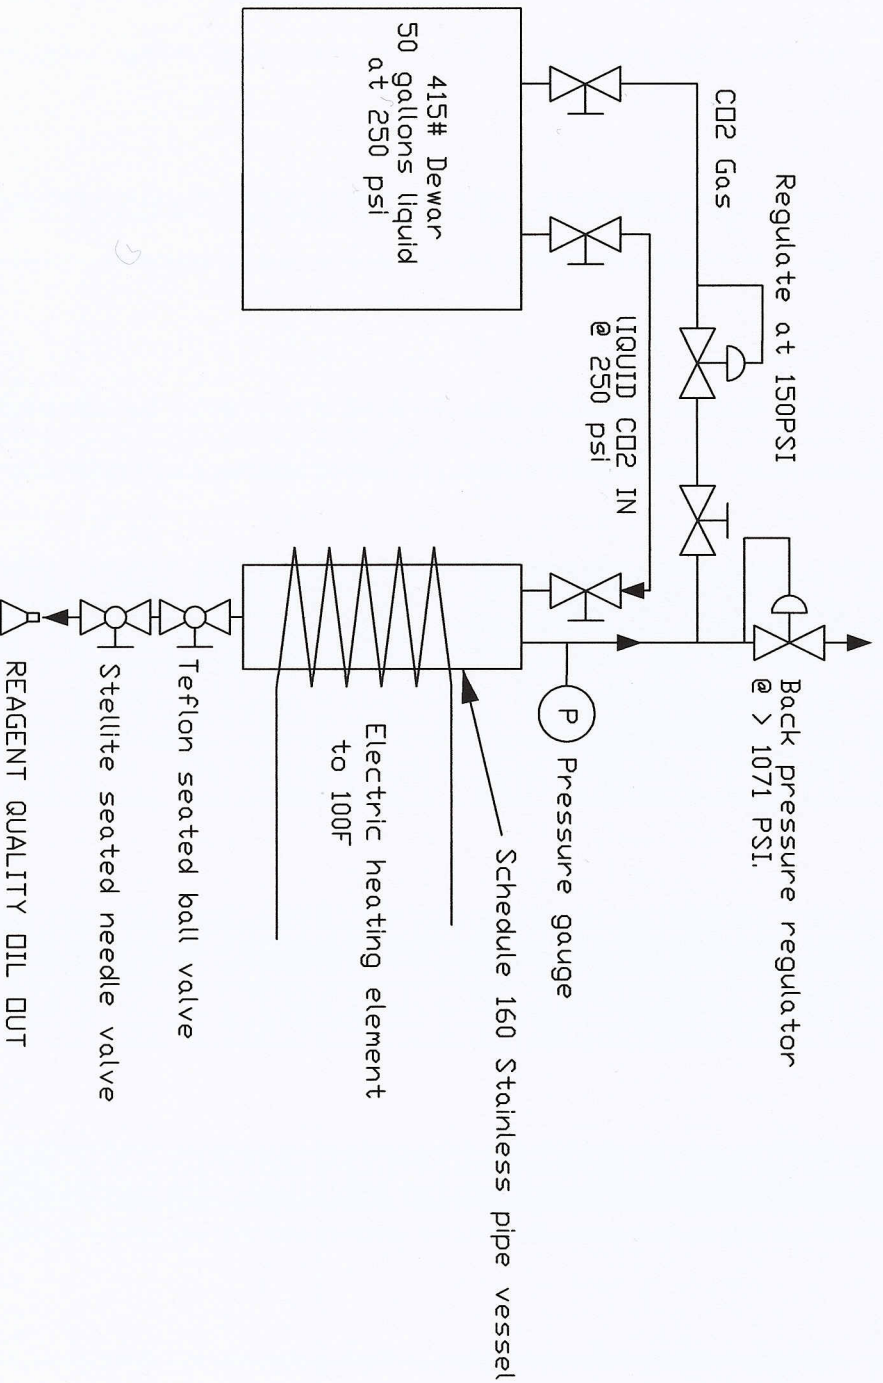 Regulate at 150PSI
CO2 Gas
Back pressure regulator
@ > 1071 PSI.
lIQUID CO2 IN
@ 250 psi
P
Pressure gauge
Schedule 160 Stainless pipe vessel
415# Dewar
50 gallons liquid
at 250 psi
Electric heating element
to 100F
Teflon seated ball valve
Stellite seated needle valve
REAGENT QUALITY OIL OUT